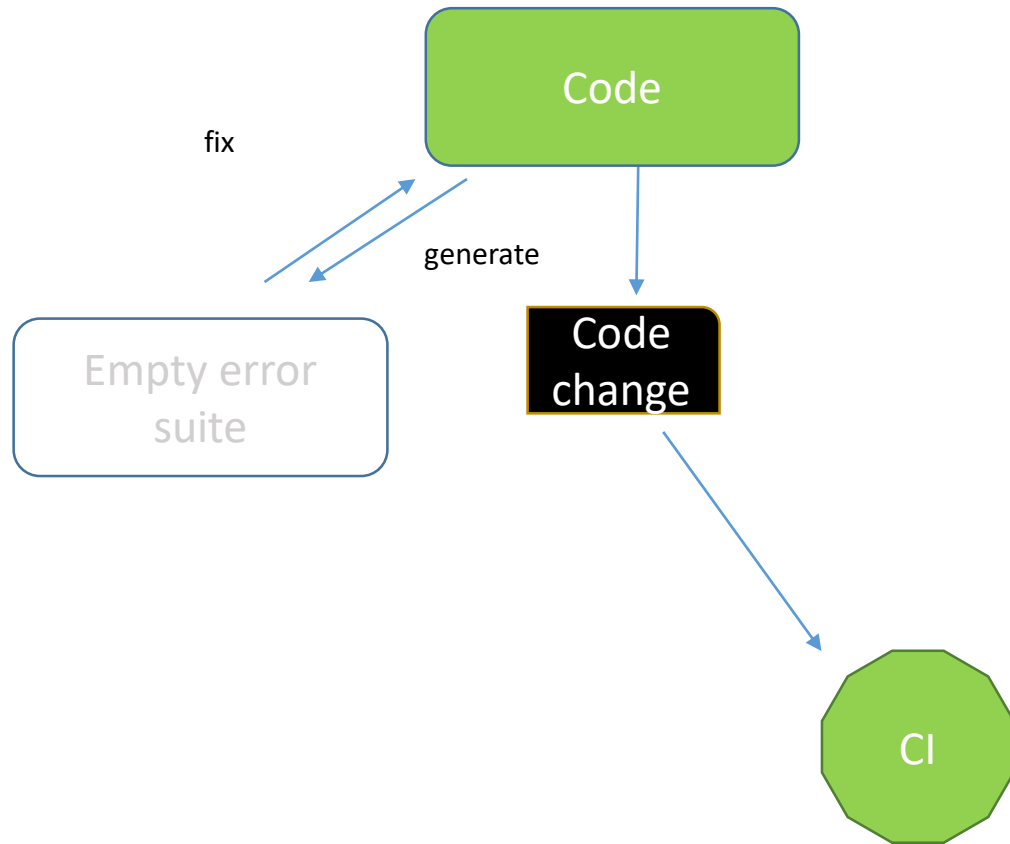 Code
fix
generate
Code
change
Empty error
suite
CI